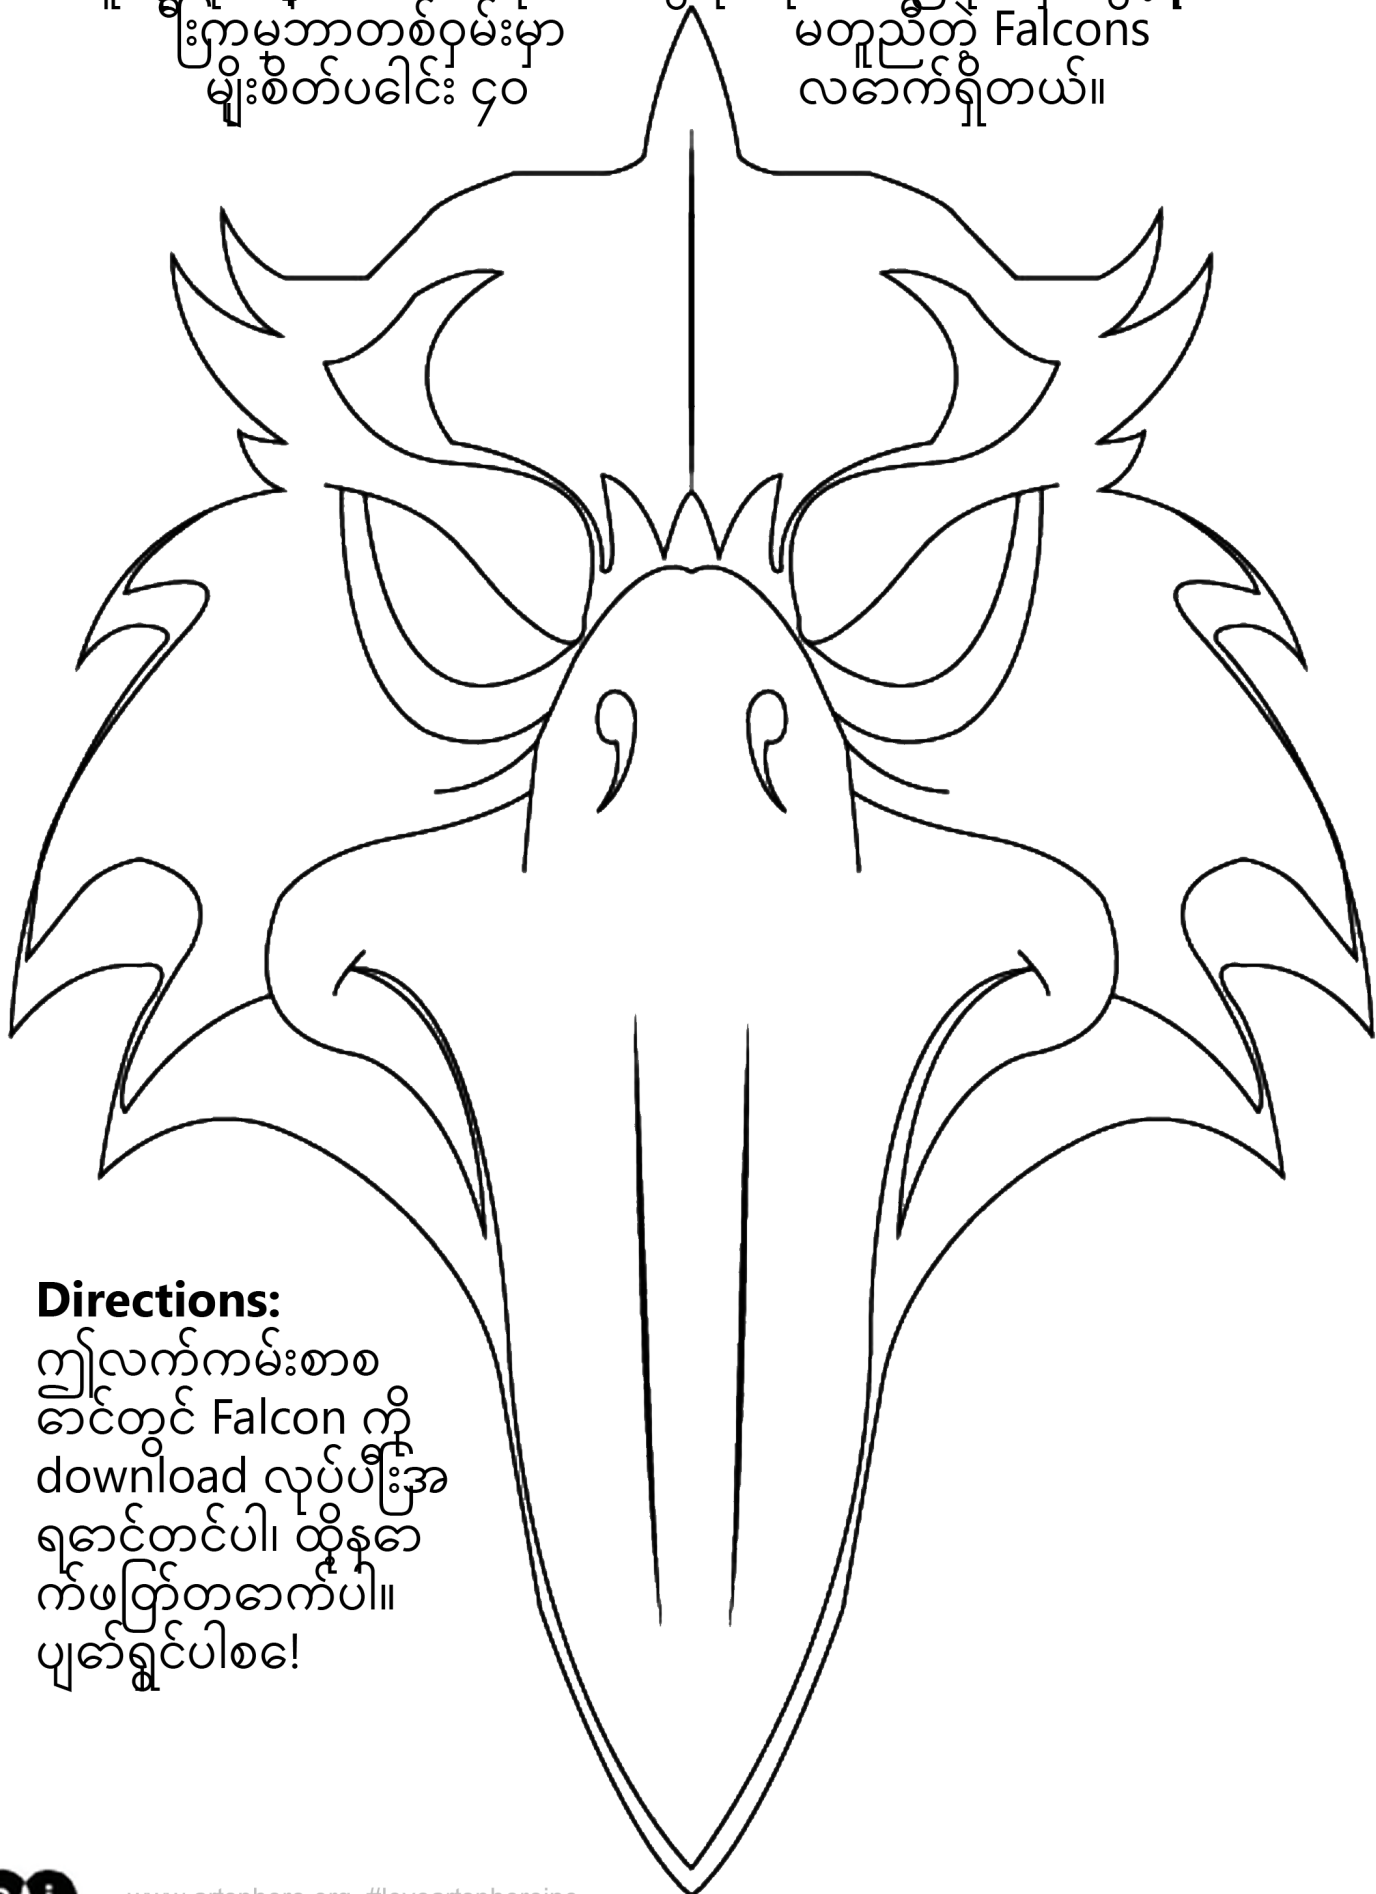 ီးကမ္ဘာတစ်ဝှမ်းမှာ မတူညီတဲ့ Falcons
မျိုးစိတ်ပေါင်း ၄၀ လောက်ရှိတယ်။
Directions:
ဤလက်ကမ်းစာစ
ောင်တွင် Falcon ကို
download လုပ်ပြီးအ
ရောင်တင်ပါ၊ ထို့နော
က်ဖြတ်တောက်ပါ။
ပျော်ရွှင်ပါစေ!